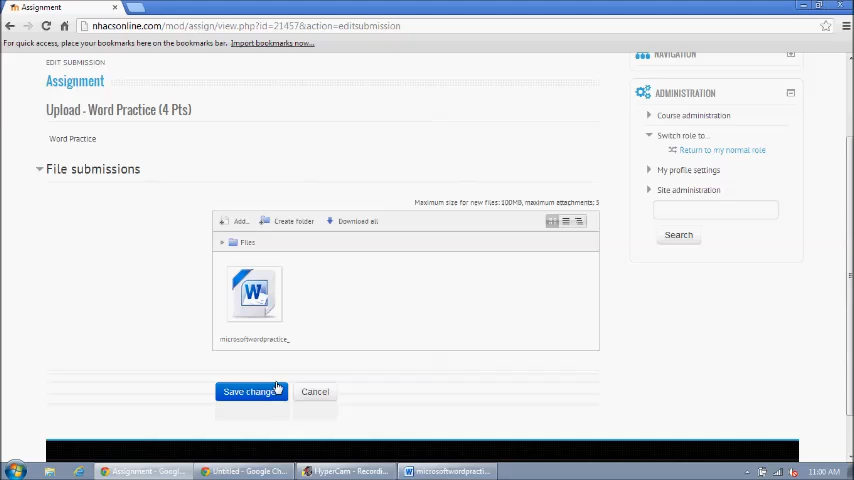 Assignment
nhacsonline.com/mod/assign/view.php?id=21457&action=editsubmission
For quick access, place your bookmarks here on the bookmarks bar. Import bookmarks now...
EDIT SUBMISSION
Assignment
Upload - Word Practice (4 Pts)
Word Practice
File submissions
Maximum size for new files: 100MB, maximum attachments: 5
Add... Create folder Download all
Files
W
microsoftwordpractice_
Save change
Cancel
NAVIGATION
ADMINISTRATION
Course administration
Switch role to...
Return to my normal role
My profile settings
Site administration
Search
Assignment - Googl...
Untitled - Google Ch...
HyperCam - Recordi...
microsoftwordpracti...
11:00 AM